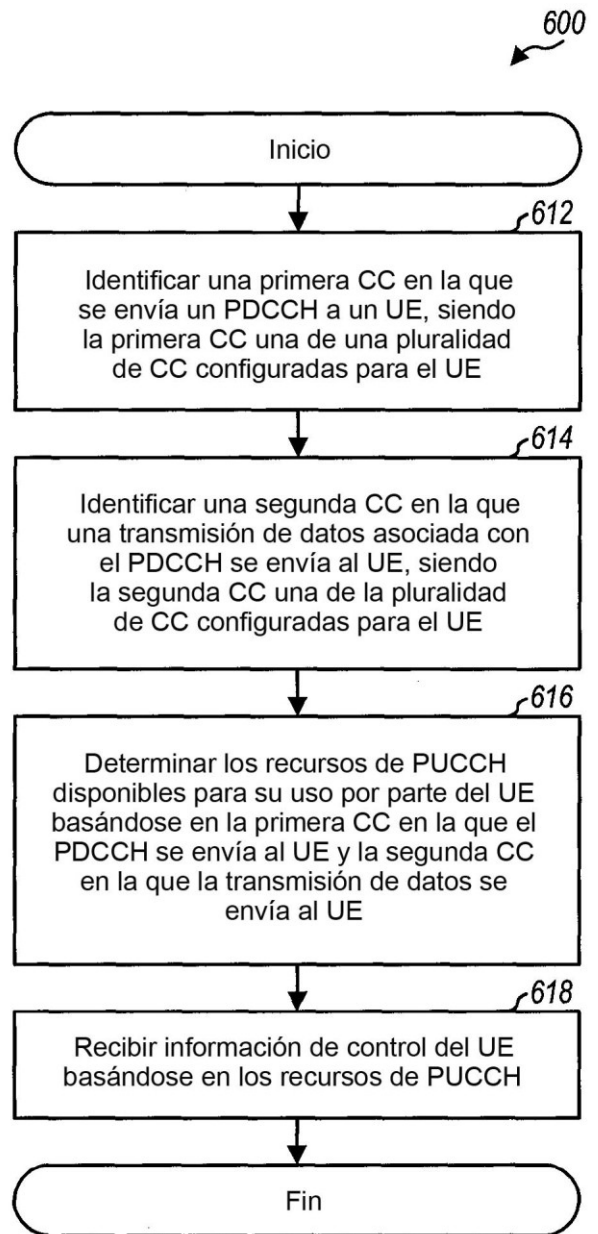 600
Inicio
612
Identificar una primera CC en la que
se envía un PDCCH a un UE, siendo
la primera CC una de una pluralidad
de CC configuradas para el UE
614
Identificar una segunda CC en la que
una transmisión de datos asociada con
el PDCCH se envía al UE, siendo
la segunda CC una de la pluralidad
de CC configuradas para el UE
616
Determinar los recursos de PUCCH
disponibles para su uso por parte del UE
basándose en la primera CC en la que el
PDCCH se envía al UE y la segunda CC
en la que la transmisión de datos se
envía al UE
618
Recibir información de control del UE
basándose en los recursos de PUCCH
Fin